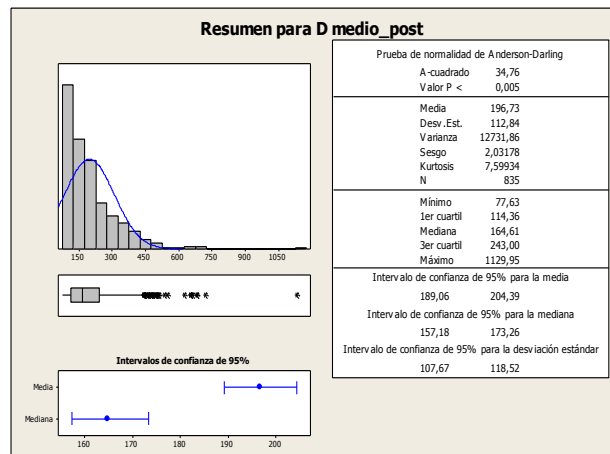 Resumen para D medio_post
150 300 450 600 750 900 1050
Intervalos de confianza de 95%
Media
Mediana
160 170 180 190 200
Prueba de normalidad de Anderson-Darling
A-cuadrado 34,76
Valor P < 0,005
Media 196,73
Desv.Est. 112,84
Varianza 12731,86
Sesgo 2,03178
Kurtosis 7,59934
N 835
Mínimo 77,63
1er cuartil 114,36
Mediana 164,61
3er cuartil 243,00
Máximo 1129,95
Intervalo de confianza de 95% para la media
189,06 204,39
Intervalo de confianza de 95% para la mediana
157,18 173,26
Intervalo de confianza de 95% para la desviación estándar
107,67 118,52